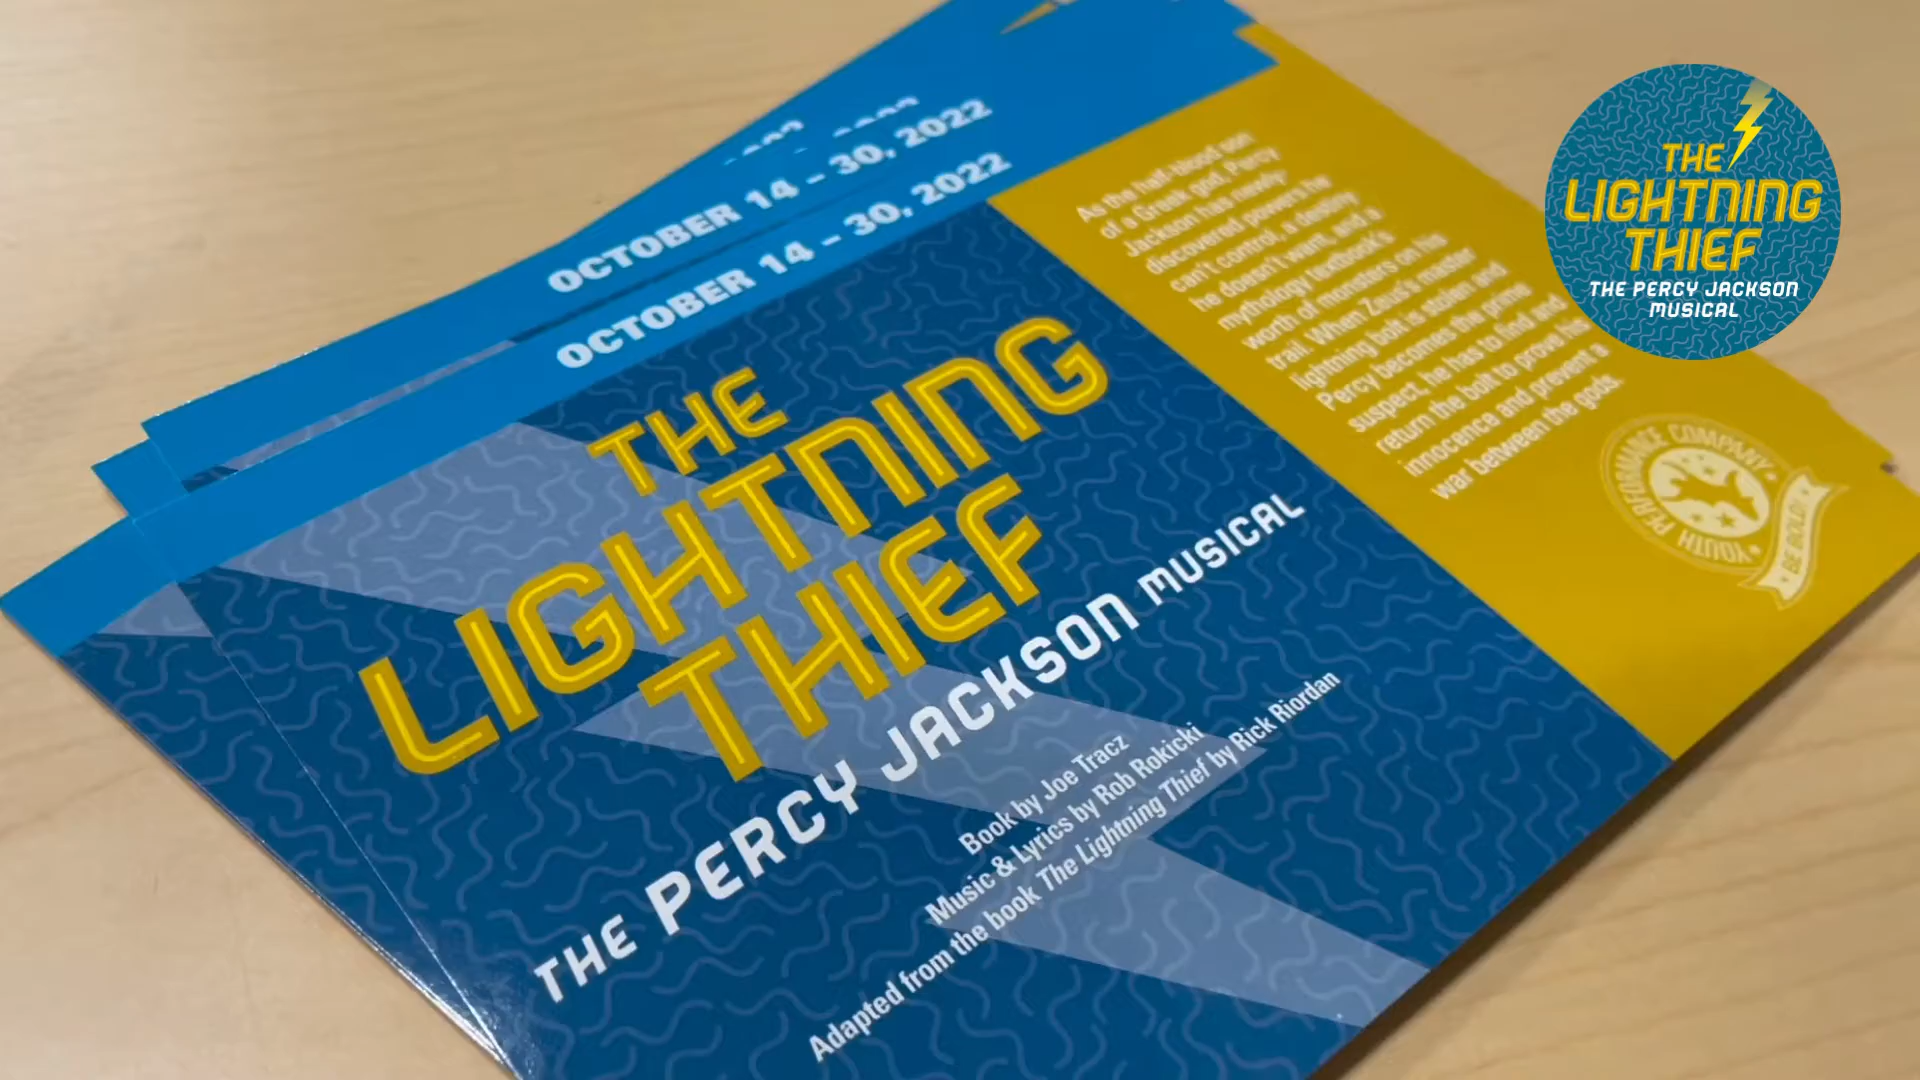 OCTOBER 14 – 30, 2022
OCTOBER 14 – 30, 2022
THE
LIGHTNING
THIEF
THE PERCY JACKSON MUSICAL
Book by Joe Tracz
Music & Lyrics by Rob Rokicki
Adapted from the book The Lightning Thief by Rick Riordan
As the half-blood son
of a Greek god, Percy
Jackson has newly-
discovered powers he
can't control, a destiny
he doesn't want, and a
mythology textbook's
worth of monsters on his
trail. When Zeus's master
lightning bolt is stolen and
Percy becomes the prime
suspect, he has to find and
return the bolt to prove his
innocence and prevent a
war between the gods.
YOUTH PERFORMANCE COMPANY
BE BOLD!
THE
LIGHTNING
THIEF
THE PERCY JACKSON
MUSICAL